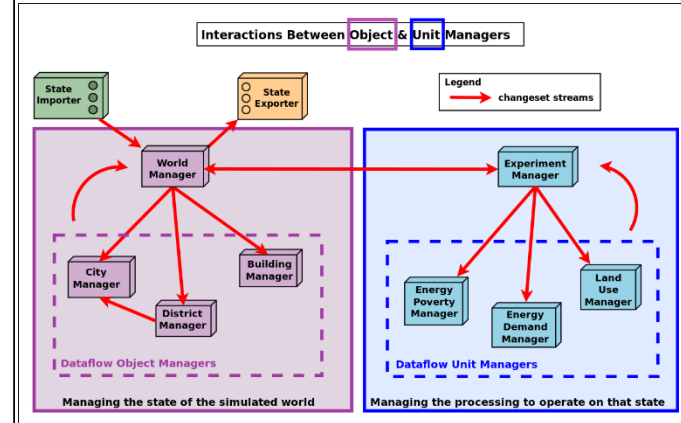 Interactions Between Object & Unit Managers
State
Importer
State
Exporter
Legend
changeset streams
World
Manager
Experiment
Manager
City
Manager
Building
Manager
District
Manager
Energy
Poverty
Manager
Energy
Demand
Manager
Land
Use
Manager
Dataflow Object Managers
Dataflow Unit Managers
Managing the state of the simulated world
Managing the processing to operate on that state